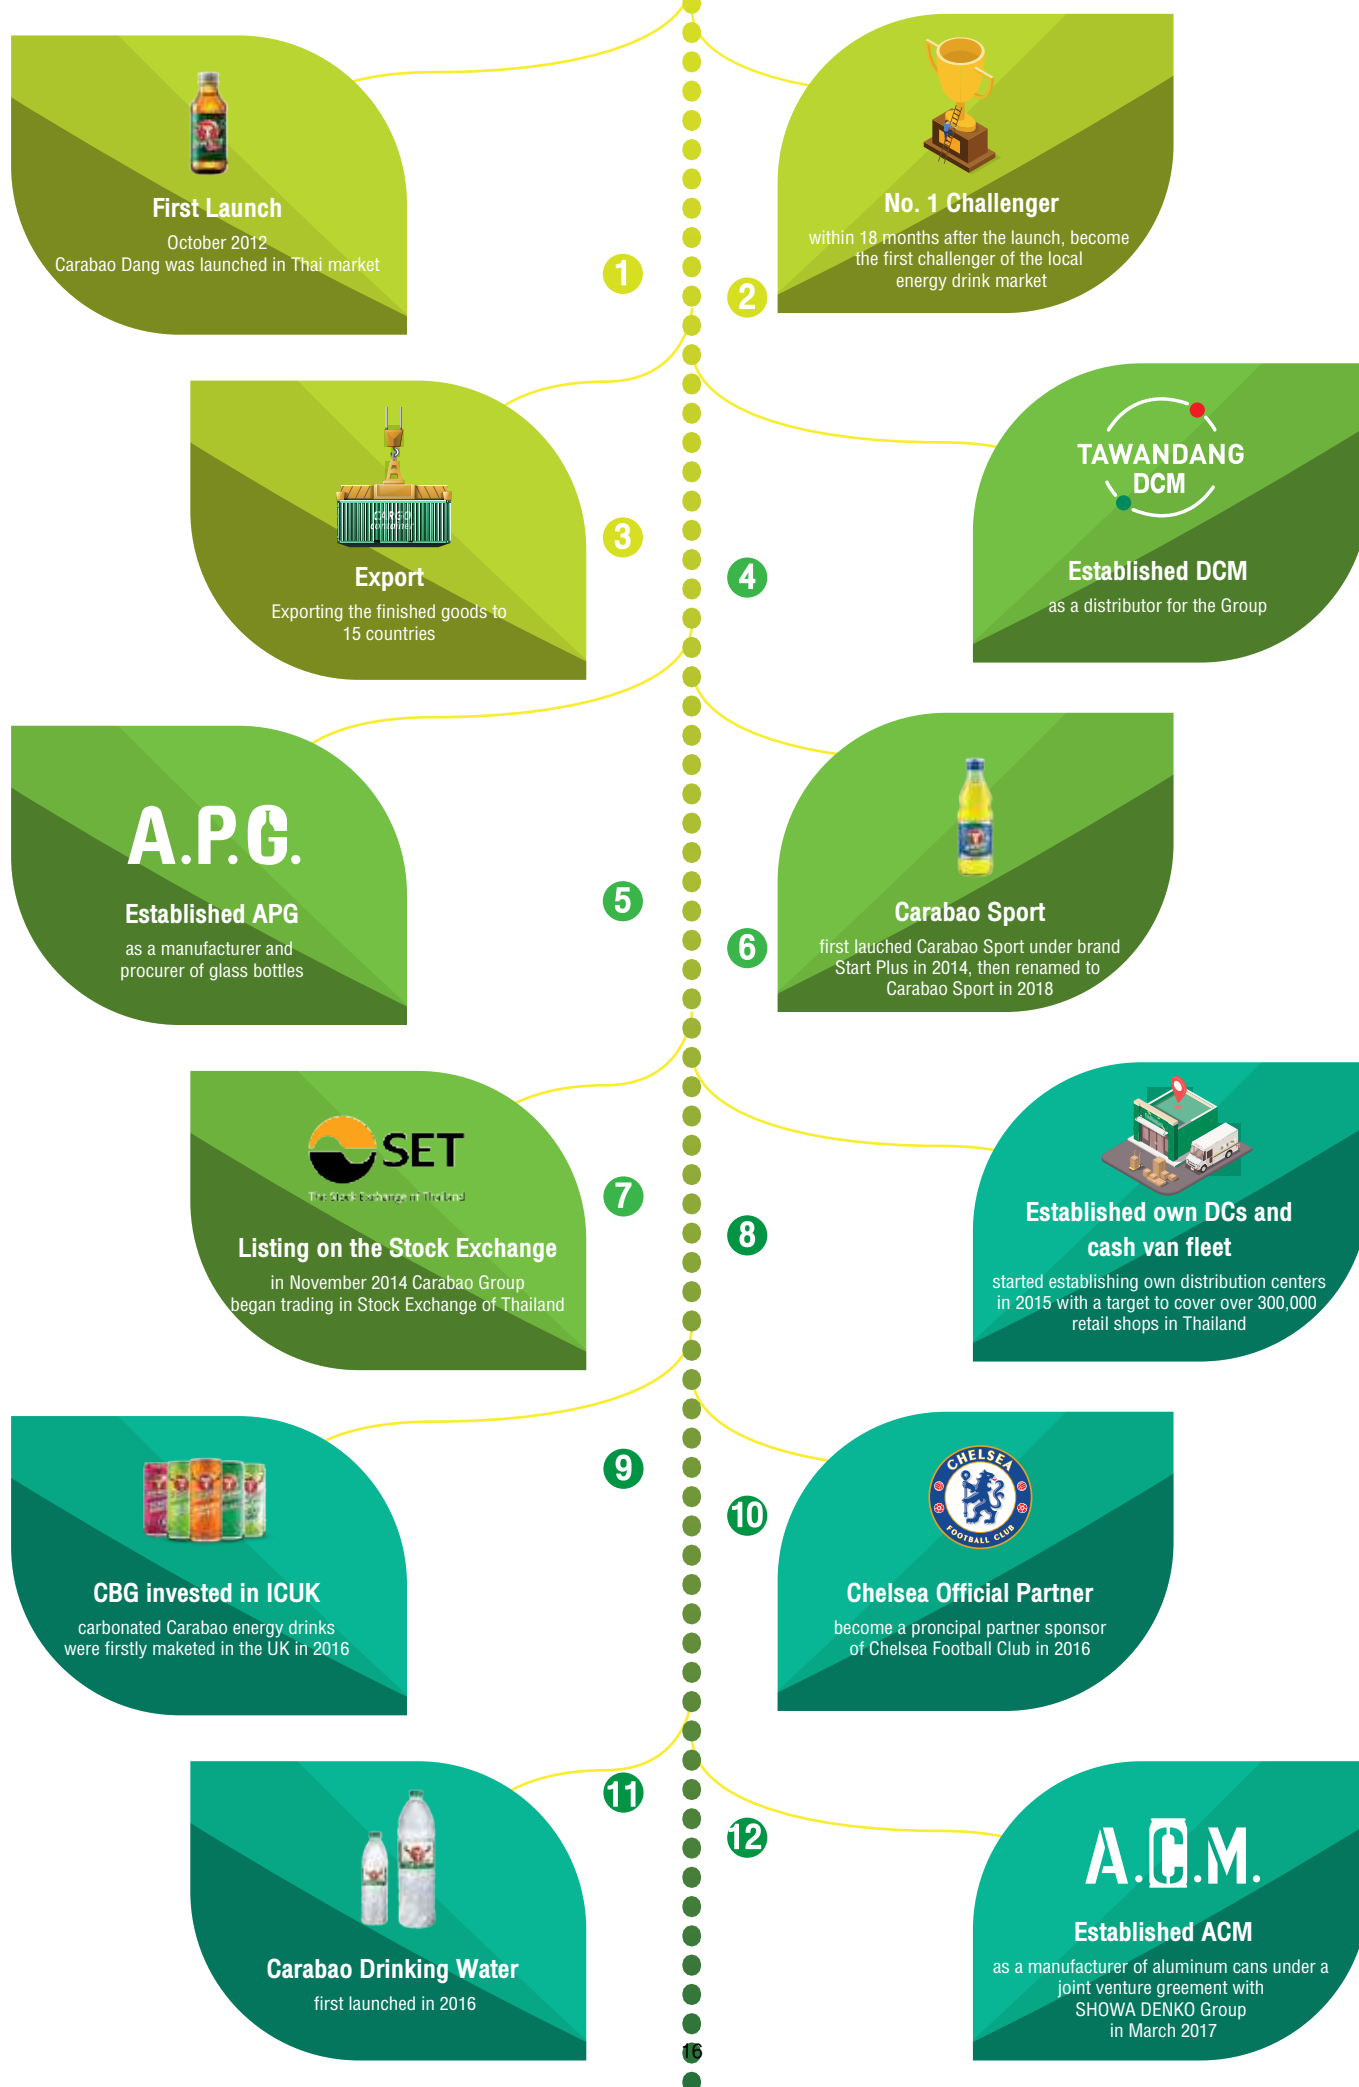 First Launch
October 2012
Carabao Dang was launched in Thai market
1
No. 1 Challenger
within 18 months after the launch, become
the first challenger of the local
energy drink market
2
CARGO
container
Export
Exporting the finished goods to
15 countries
3
TAWANDANG
DCM
Established DCM
as a distributor for the Group
4
A.P.G.
Established APG
as a manufacturer and
procurer of glass bottles
5
Carabao Sport
first lauched Carabao Sport under brand
Start Plus in 2014, then renamed to
Carabao Sport in 2018
6
SET
The Stock Exchange of Thailand
Listing on the Stock Exchange
in November 2014 Carabao Group
began trading in Stock Exchange of Thailand
7
Established own DCs and
cash van fleet
started establishing own distribution centers
in 2015 with a target to cover over 300,000
retail shops in Thailand
8
CBG invested in ICUK
carbonated Carabao energy drinks
were firstly maketed in the UK in 2016
9
CHELSEA
FOOTBALL CLUB
Chelsea Official Partner
become a proncipal partner sponsor
of Chelsea Football Club in 2016
10
Carabao Drinking Water
first launched in 2016
11
A.C.M.
Established ACM
as a manufacturer of aluminum cans under a
joint venture greement with
SHOWA DENKO Group
in March 2017
12
16